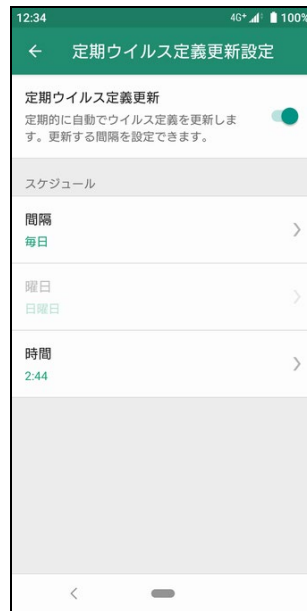 12:34 4G+ 100%
定期ウイルス定義更新設定
定期ウイルス定義更新
定期的に自動でウイルス定義を更新しま
す。更新する間隔を設定できます。
スケジュール
間隔
毎日
曜日
日曜日
時間
2:44